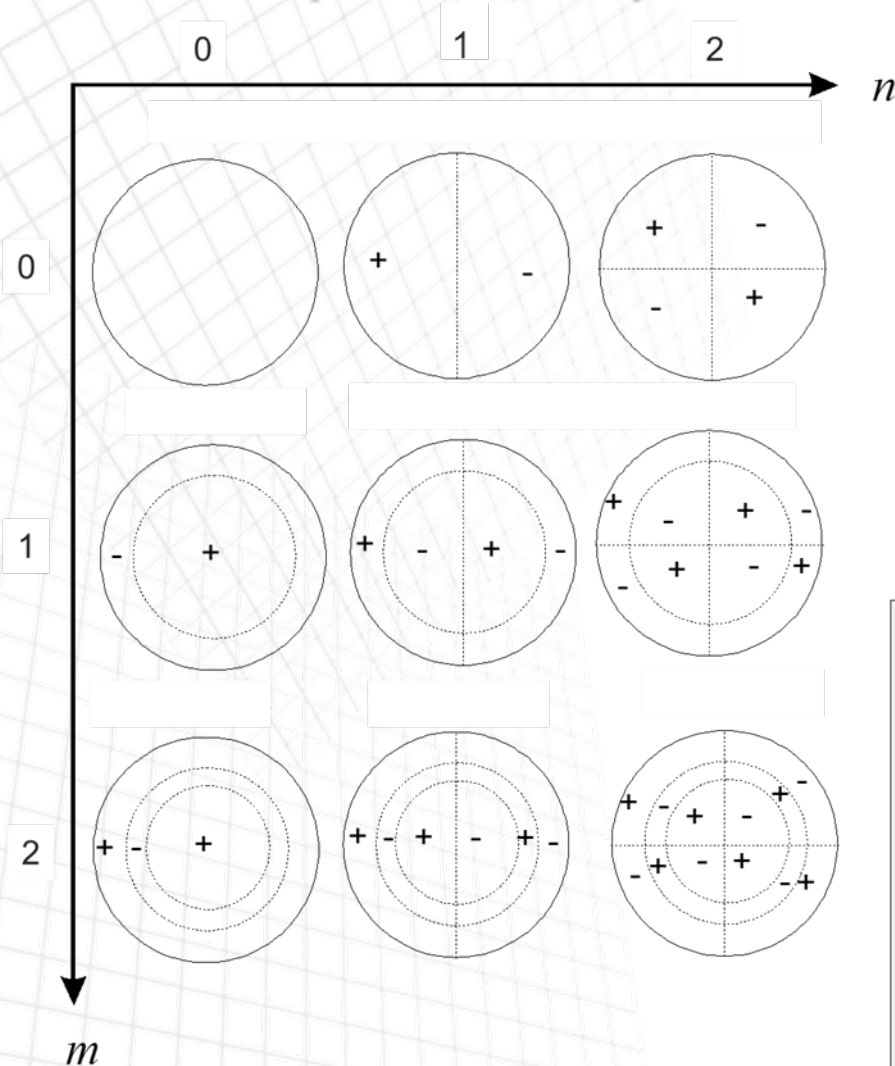 0 1 2
n
0
+ -
+ -
- +
1
- +
+ - + -
+ - + -
- + - +
2
+ - +
+ - + - + -
+ - + - + -
- + - + - +
m